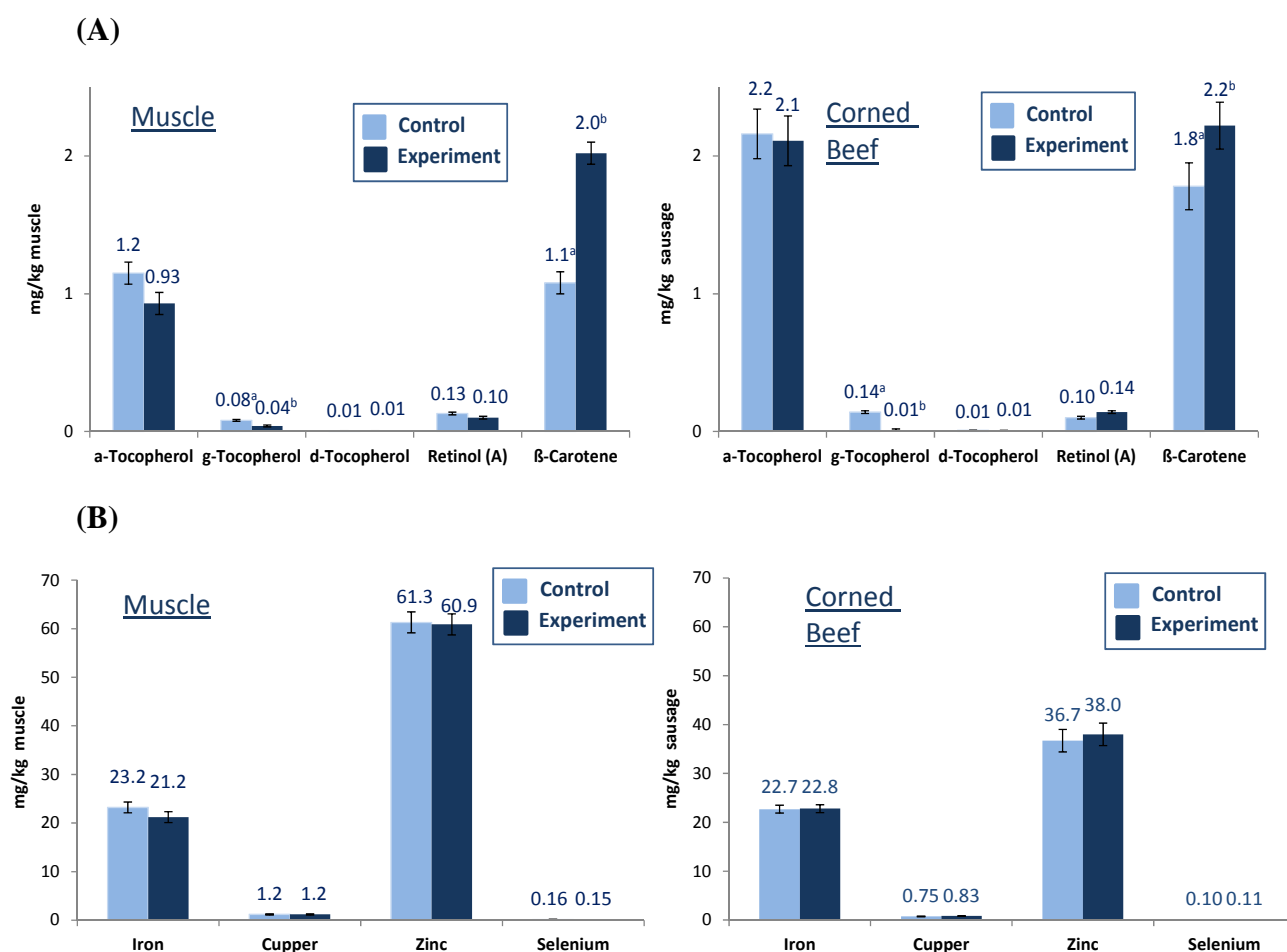 (A)
Muscle
Control
Experiment
mg/kg muscle
2
1
0
1.2
0.93
0.08ᵃ
0.04ᵇ
0.01 0.01
0.13 0.10
1.1ᵃ
2.0ᵇ
a-Tocopherol g-Tocopherol d-Tocopherol Retinol (A) ß-Carotene
Corned
Beef
Control
Experiment
mg/kg sausage
2
1
0
2.2
2.1
0.14ᵃ
0.01ᵇ
0.01 0.01
0.10 0.14
1.8ᵃ
2.2ᵇ
a-Tocopherol g-Tocopherol d-Tocopherol Retinol (A) ß-Carotene
(B)
Muscle
Control
Experiment
mg/kg muscle
70
60
50
40
30
20
10
0
23.2 21.2
1.2 1.2
61.3 60.9
0.16 0.15
Iron Cupper Zinc Selenium
Corned
Beef
Control
Experiment
mg/kg sausage
70
60
50
40
30
20
10
0
22.7 22.8
0.75 0.83
36.7 38.0
0.10 0.11
Iron Cupper Zinc Selenium